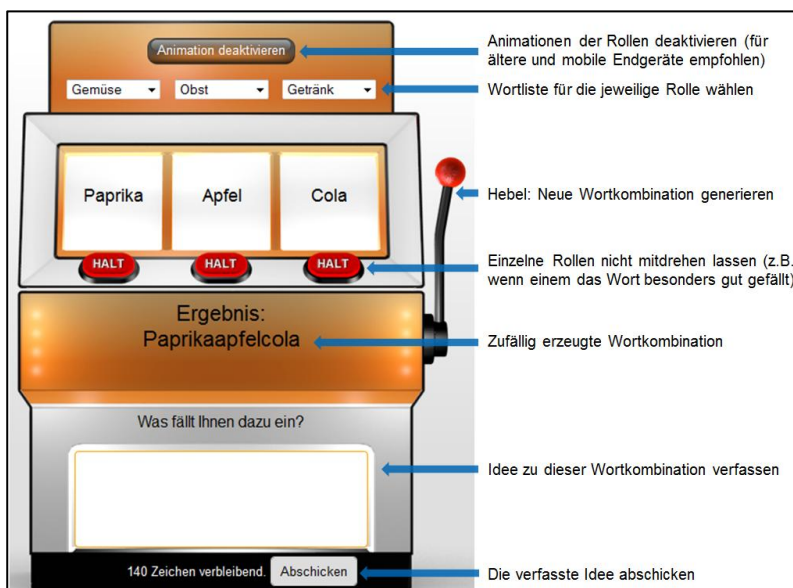 Animation deaktivieren
Animationen der Rollen deaktivieren (für
ältere und mobile Endgeräte empfohlen)
Gemüse Obst Getränk
Wortliste für die jeweilige Rolle wählen
Paprika Apfel Cola
Hebel: Neue Wortkombination generieren
HALT HALT HALT
Einzelne Rollen nicht mitdrehen lassen (z.B.
wenn einem das Wort besonders gut gefällt)
Ergebnis:
Paprikaapfelcola
Zufällig erzeugte Wortkombination
Was fällt Ihnen dazu ein?
Idee zu dieser Wortkombination verfassen
140 Zeichen verbleibend. Abschicken
Die verfasste Idee abschicken